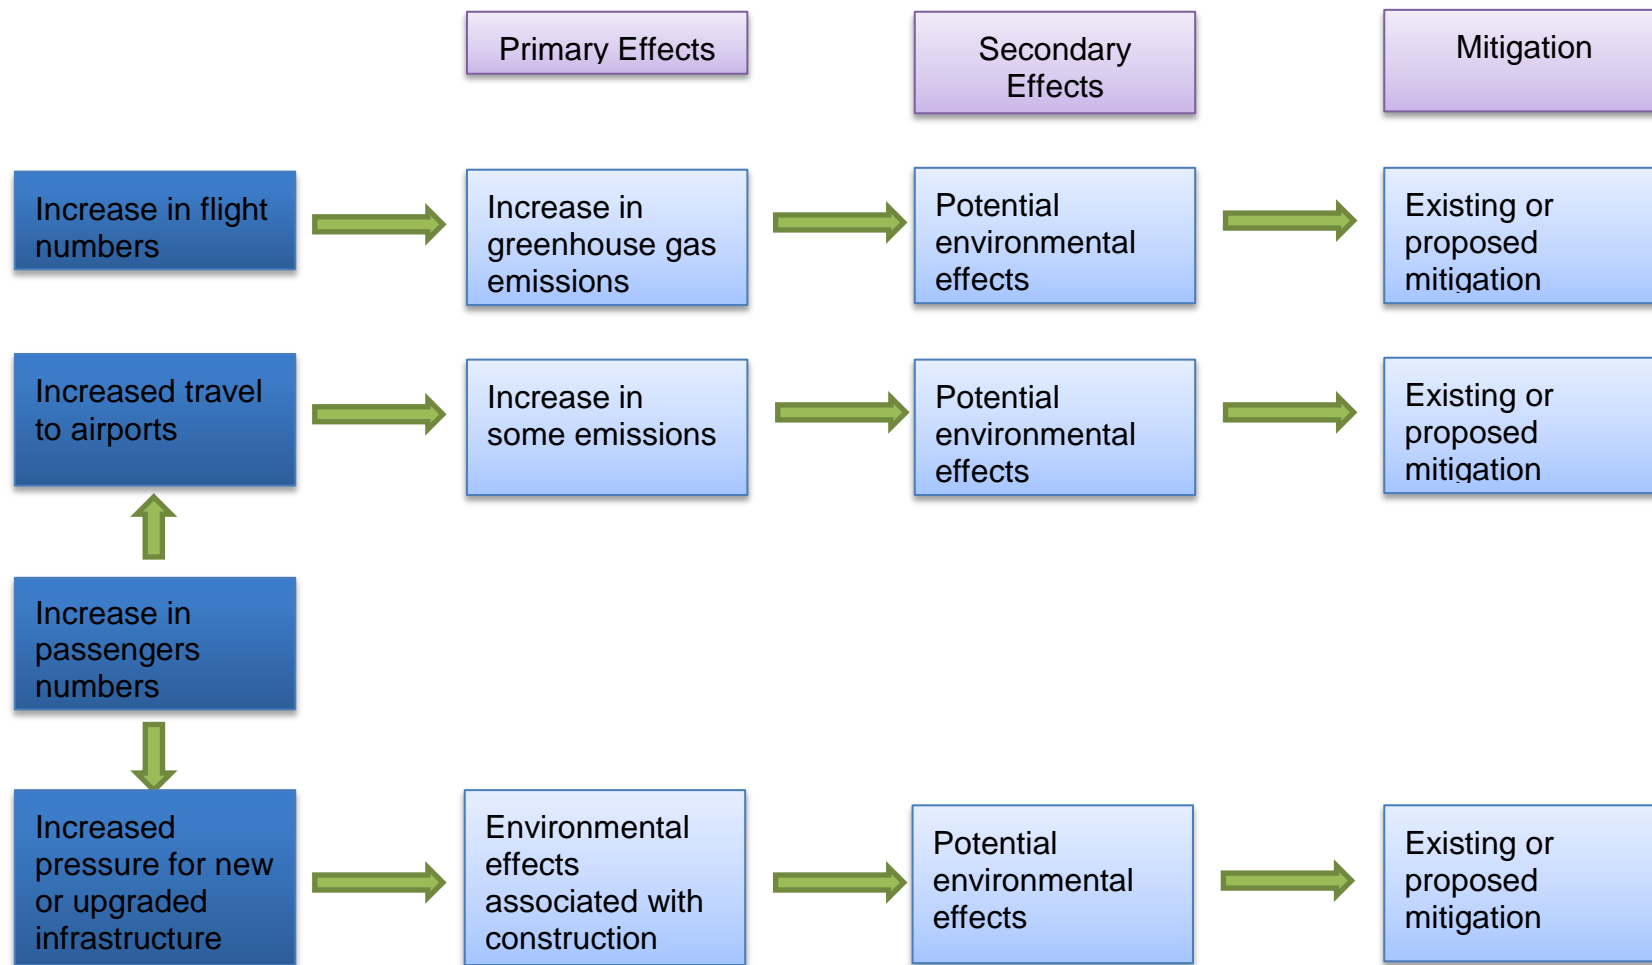 Primary Effects
Secondary
Effects
Mitigation
Increase in flight
numbers
Increase in
greenhouse gas
emissions
Potential
environmental
effects
Existing or
proposed
mitigation
Increased travel
to airports
Increase in
some emissions
Potential
environmental
effects
Existing or
proposed
mitigation
Increase in
passengers
numbers
Increased
pressure for new
or upgraded
infrastructure
Environmental
effects
associated with
construction
Potential
environmental
effects
Existing or
proposed
mitigation